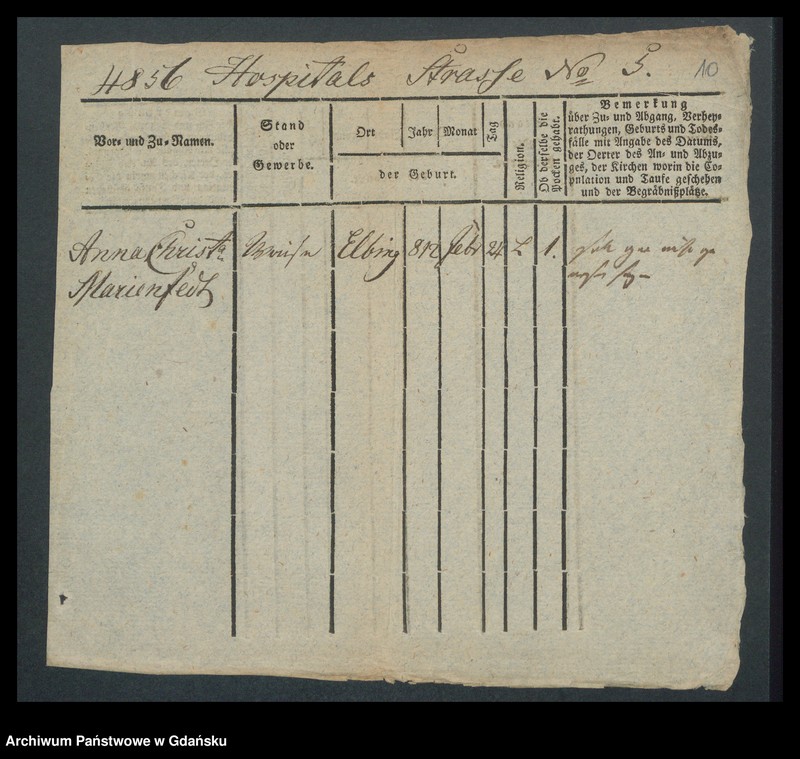 4856 Hospitals Strasse No 5.
10
Vor= und Zu=Namen.
Stand
oder
Gewerbe.
Ort
Jahr
Monat
Tag
der Geburt.
Religion.
Ob derselbe die
Pocken gehabt.
Bemerkung
über Zu= und Abgang, Verhey=
rathungen, Geburts und Todes=
fälle mit Angabe des Datums,
der Oerter des An= und Abzu=
ges, der Kirchen worin die Co=
pulation und Taufe geschehen
und der Begräbnißplätze.
Anna Christ Waise Elbing 812 Febr 24 L 1.
Marienfeldt
Archiwum Państwowe w Gdańsku